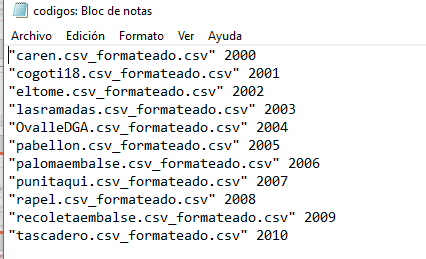 codigos: Bloc de notas
Archivo Edición Formato Ver Ayuda
"caren.csv_formateado.csv" 2000
"cogoti18.csv_formateado.csv" 2001
"eltome.csv_formateado.csv" 2002
"lasramadas.csv_formateado.csv" 2003
"OvalleDGA.csv_formateado.csv" 2004
"pabellon.csv_formateado.csv" 2005
"palomaembalse.csv_formateado.csv" 2006
"punitaqui.csv_formateado.csv" 2007
"rapel.csv_formateado.csv" 2008
"recoletaembalse.csv_formateado.csv" 2009
"tascadero.csv_formateado.csv" 2010